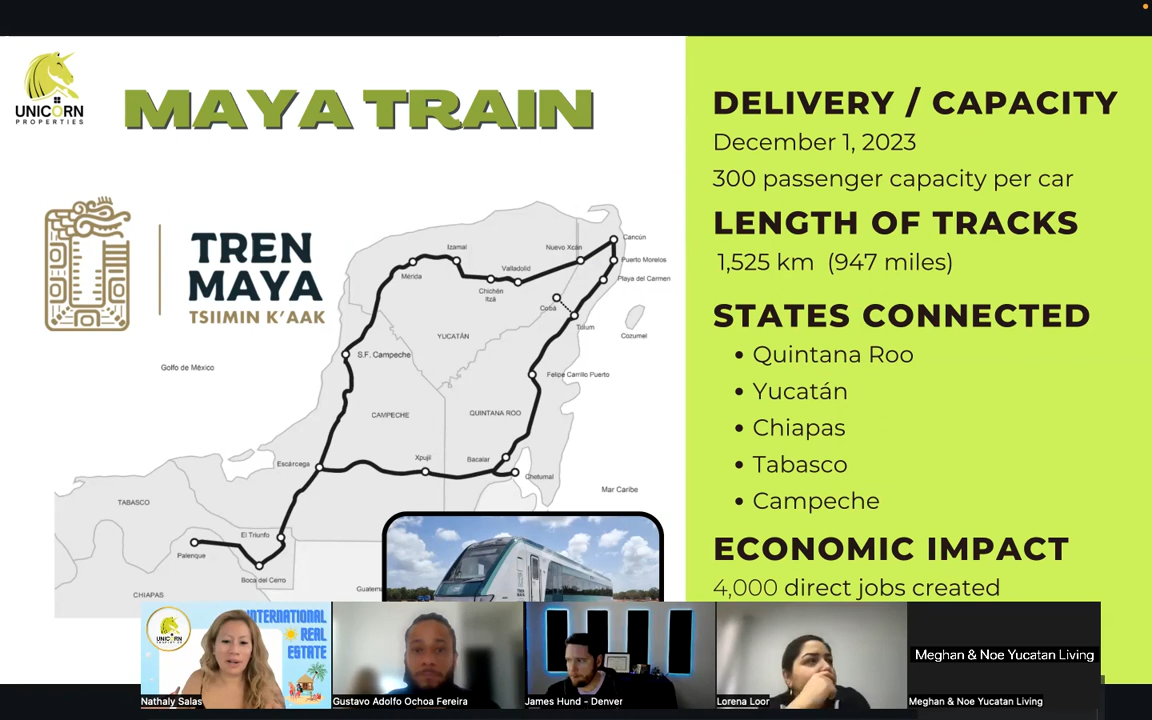 UNICORN
PROPERTIES
MAYA TRAIN
TREN
MAYA
TSIIMIN K'AAK
Golfo de México
Mérida
Izamal
Chichén
Itzá
Valladolid
Nuevo Xcán
Cancún
Puerto Morelos
Playa del Carmen
Cobá
Tulum
Cozumel
YUCATÁN
S.F. Campeche
Felipe Carrillo Puerto
CAMPECHE
QUINTANA ROO
Escárcega
Xpujil
Bacalar
Chetumal
Mar Caribe
TABASCO
El Triunfo
Palenque
Boca del Cerro
CHIAPAS
Guatem
DELIVERY / CAPACITY
December 1, 2023
300 passenger capacity per car
LENGTH OF TRACKS
1,525 km (947 miles)
STATES CONNECTED
• Quintana Roo
• Yucatán
• Chiapas
• Tabasco
• Campeche
ECONOMIC IMPACT
4,000 direct jobs created
UNICORN
INTERNATIONAL
REAL
ESTATE
Nathaly Salas
Gustavo Adolfo Ochoa Fereira
James Hund - Denver
Lorena Loor
Meghan & Noe Yucatan Living
Meghan & Noe Yucatan Living